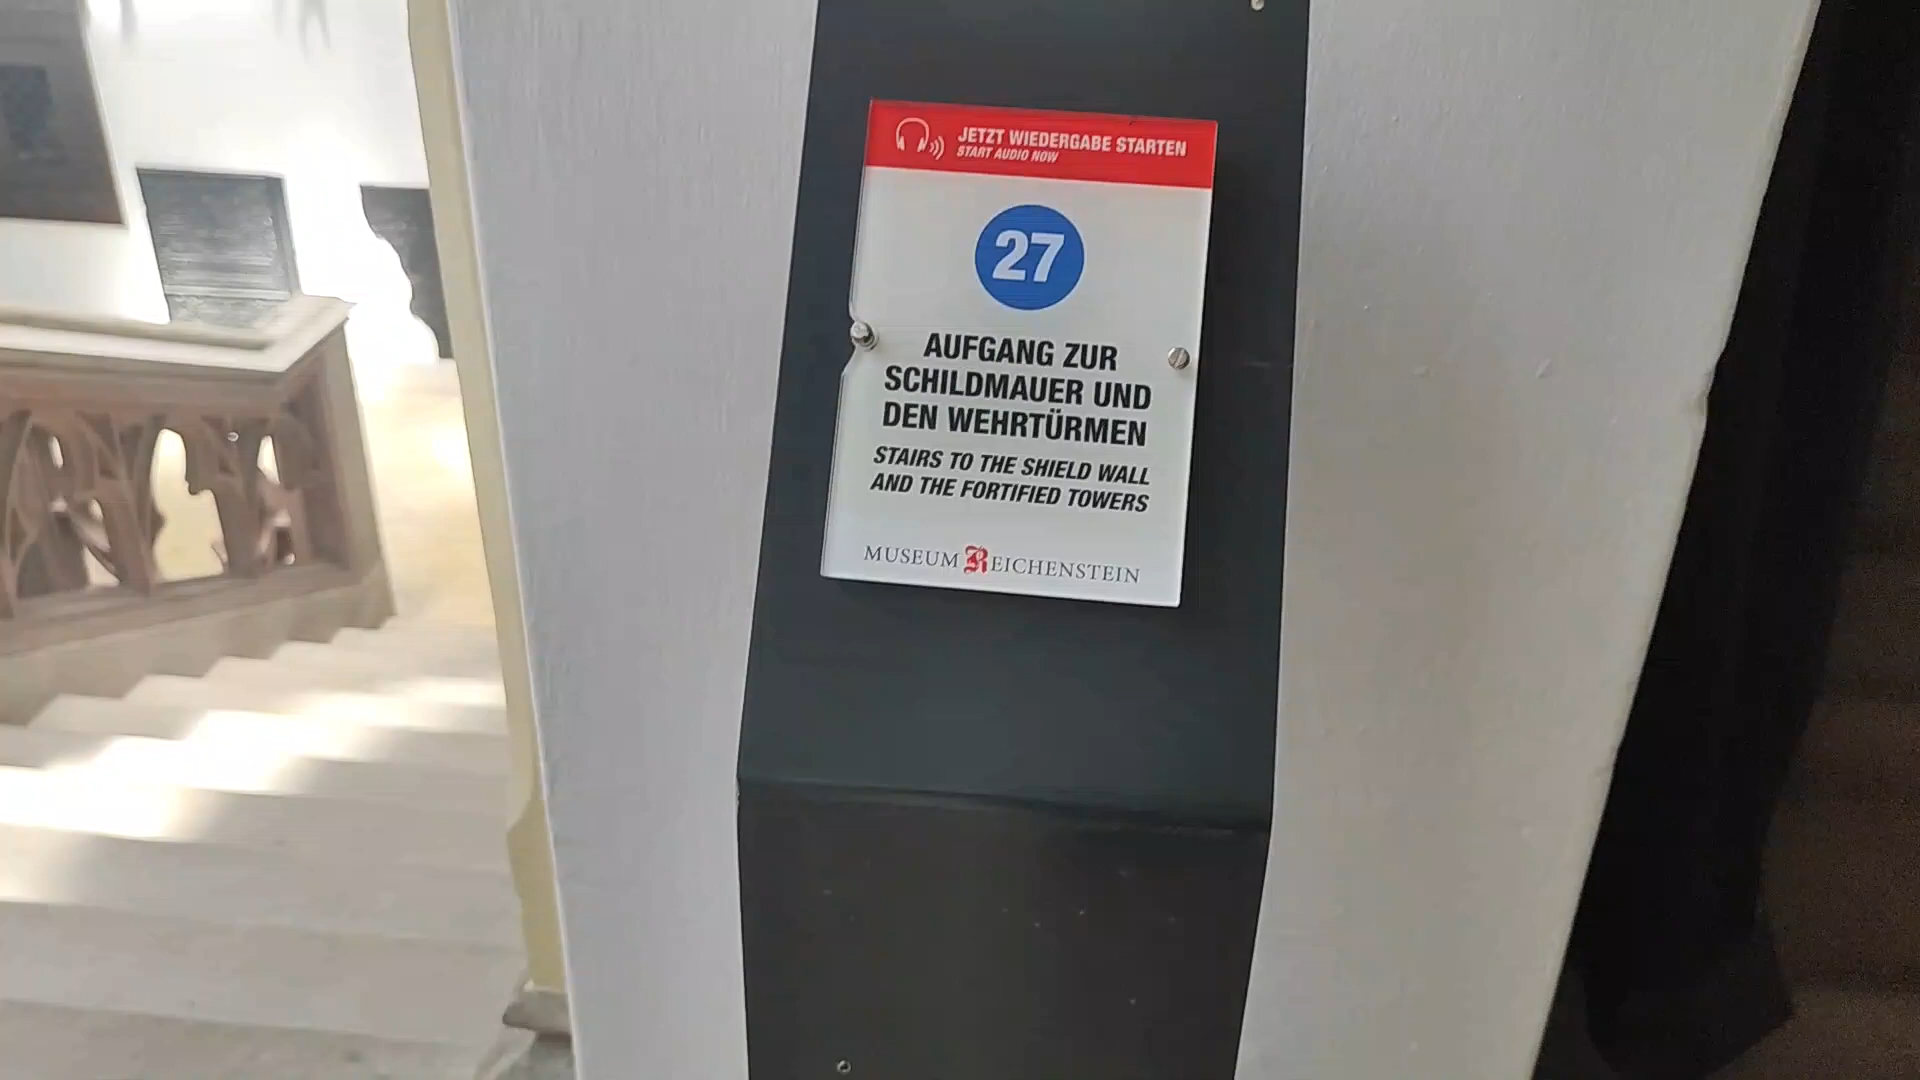 JETZT WIEDERGABE STARTEN
START AUDIO NOW
27
AUFGANG ZUR
SCHILDMAUER UND
DEN WEHRTÜRMEN
STAIRS TO THE SHIELD WALL
AND THE FORTIFIED TOWERS
MUSEUM REICHENSTEIN